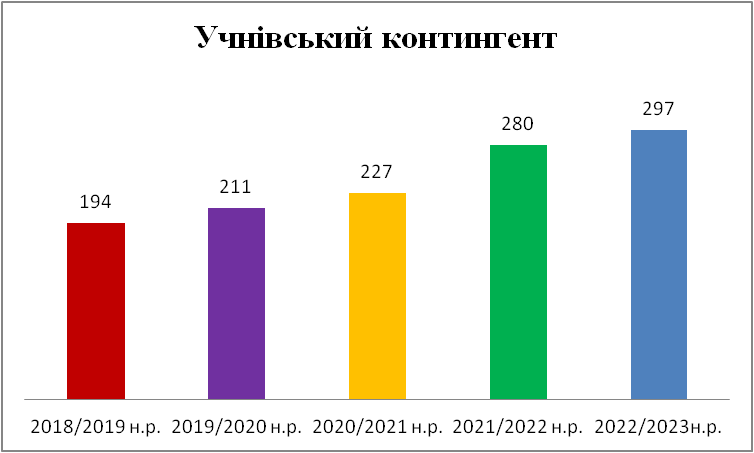 Учнівський контингент
194
211
227
280
297
2018/2019 н.р.
2019/2020 н.р.
2020/2021 н.р.
2021/2022 н.р.
2022/2023н.р.